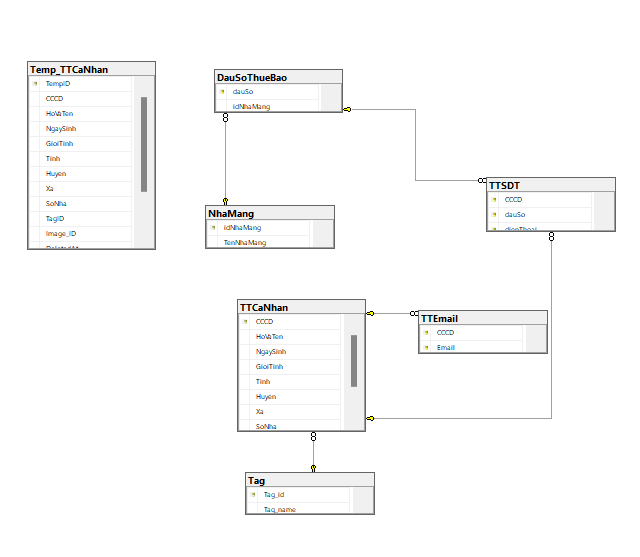 Temp_TTCaNhan
TempID
CCCD
HoVaTen
NgaySinh
GioiTinh
Tinh
Huyen
Xa
SoNha
TagID
Image_ID
DauSoThueBao
dauSo
idNhaMang
NhaMang
idNhaMang
TenNhaMang
TTSDT
CCCD
dauSo
dienThoai
TTCaNhan
CCCD
HoVaTen
NgaySinh
GioiTinh
Tinh
Huyen
Xa
SoNha
TTEmail
CCCD
Email
Tag
Tag_id
Tag_name